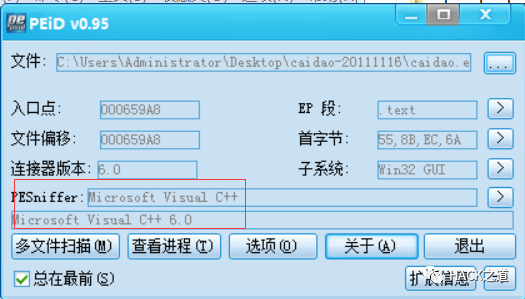 PEiD v0.95
文件: C:\Users\Administrator\Desktop\caidao-20111116\caidao.e ...
入口点: 000659A8 EP 段: .text >
文件偏移: 000659A8 首字节: 55,8B,EC,6A >
连接器版本: 6.0 子系统: Win32 GUI >
PESniffer: Microsoft Visual C++ >
Microsoft Visual C++ 6.0
多文件扫描(M) 查看进程(T) 选项(O) 关于(A) 退出
总在最前(S) 扩展信息 >
HACK之道